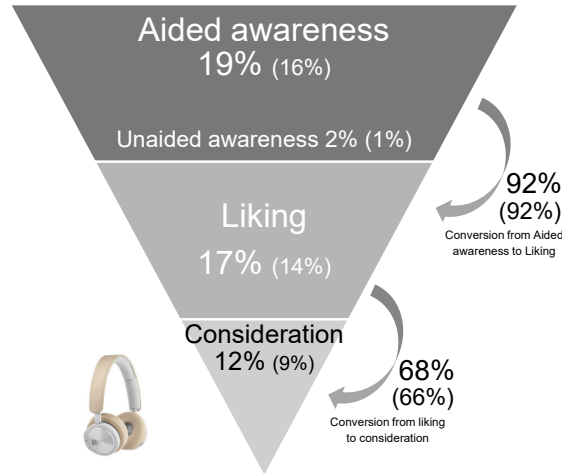 Aided awareness
19% (16%)
Unaided awareness 2% (1%)
92%
(92%)
Conversion from Aided
awareness to Liking
Liking
17% (14%)
Consideration
12% (9%)
68%
(66%)
Conversion from liking
to consideration